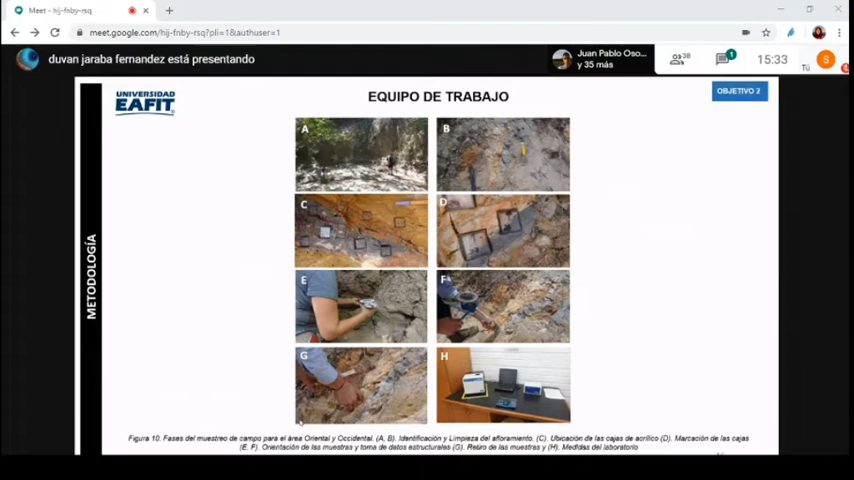 Meet - hij-fnby-rsq
meet.google.com/hij-fnby-rsq?pli=1&authuser=1
duvan jaraba fernandez está presentando
Juan Pablo Oso...
y 35 más
38
1
15:33
Tú
S
UNIVERSIDAD
EAFIT
EQUIPO DE TRABAJO
OBJETIVO 2
METODOLOGÍA
A
B
C
D
E
F
G
H
Figura 10. Fases del muestreo de campo para el área Oriental y Occidental. (A, B). Identificación y Limpieza del afloramiento. (C). Ubicación de las cajas de acrílico (D). Marcación de las cajas
(E, F). Orientación de las muestras y toma de datos estructurales (G). Retiro de las muestras y (H). Medidas del laboratorio